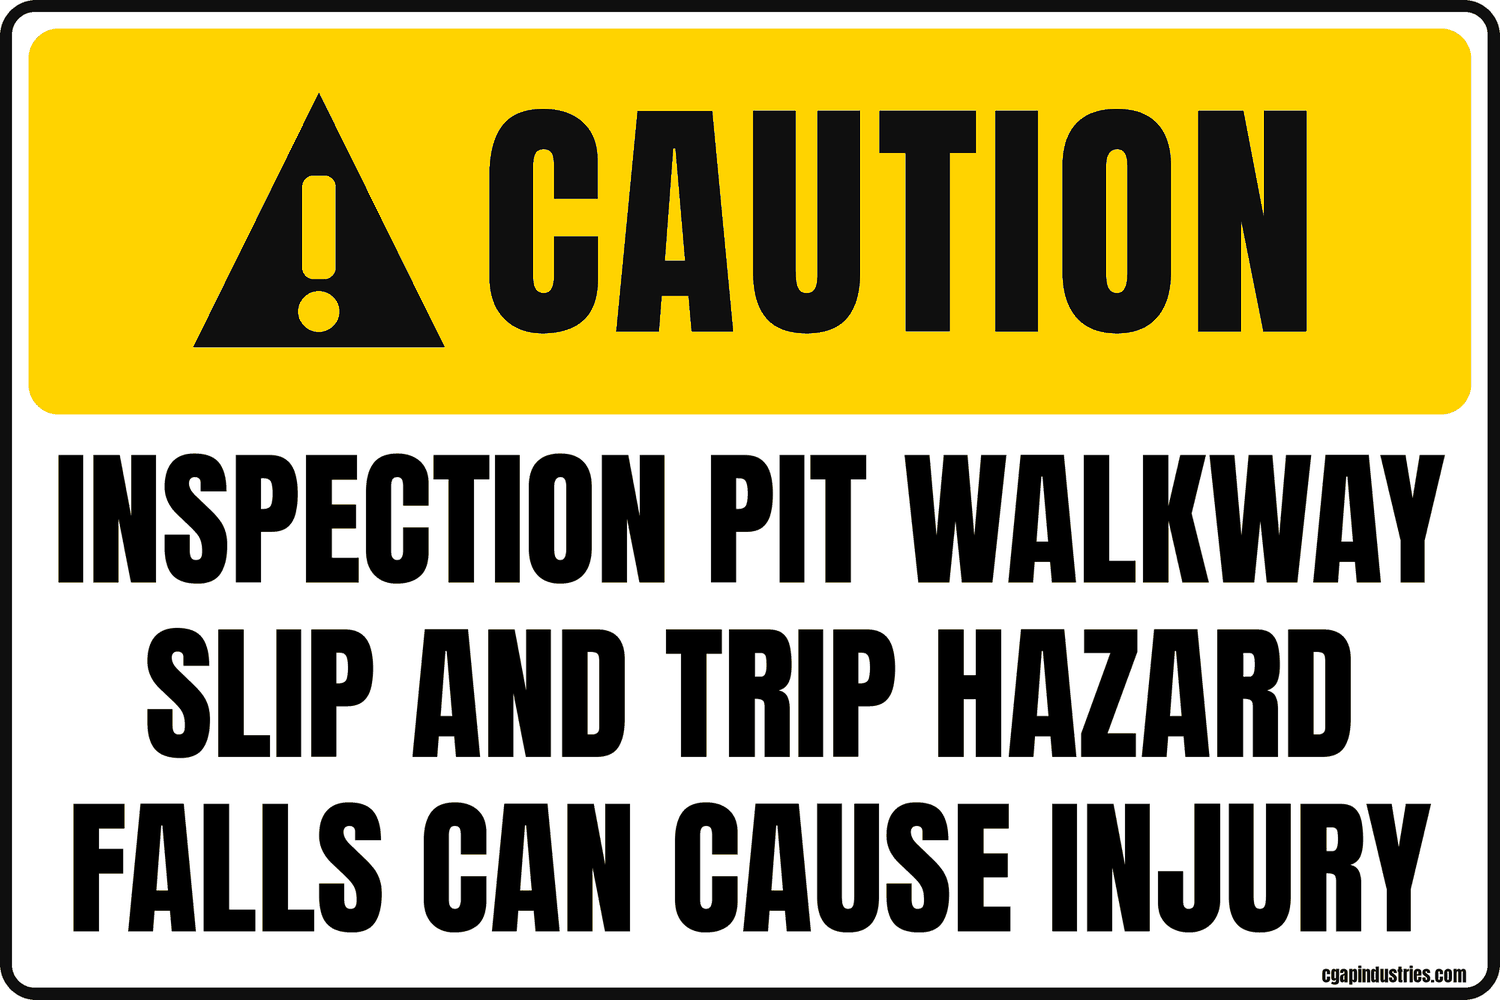 CAUTION
INSPECTION PIT WALKWAY
SLIP AND TRIP HAZARD
FALLS CAN CAUSE INJURY
cgapindustries.com